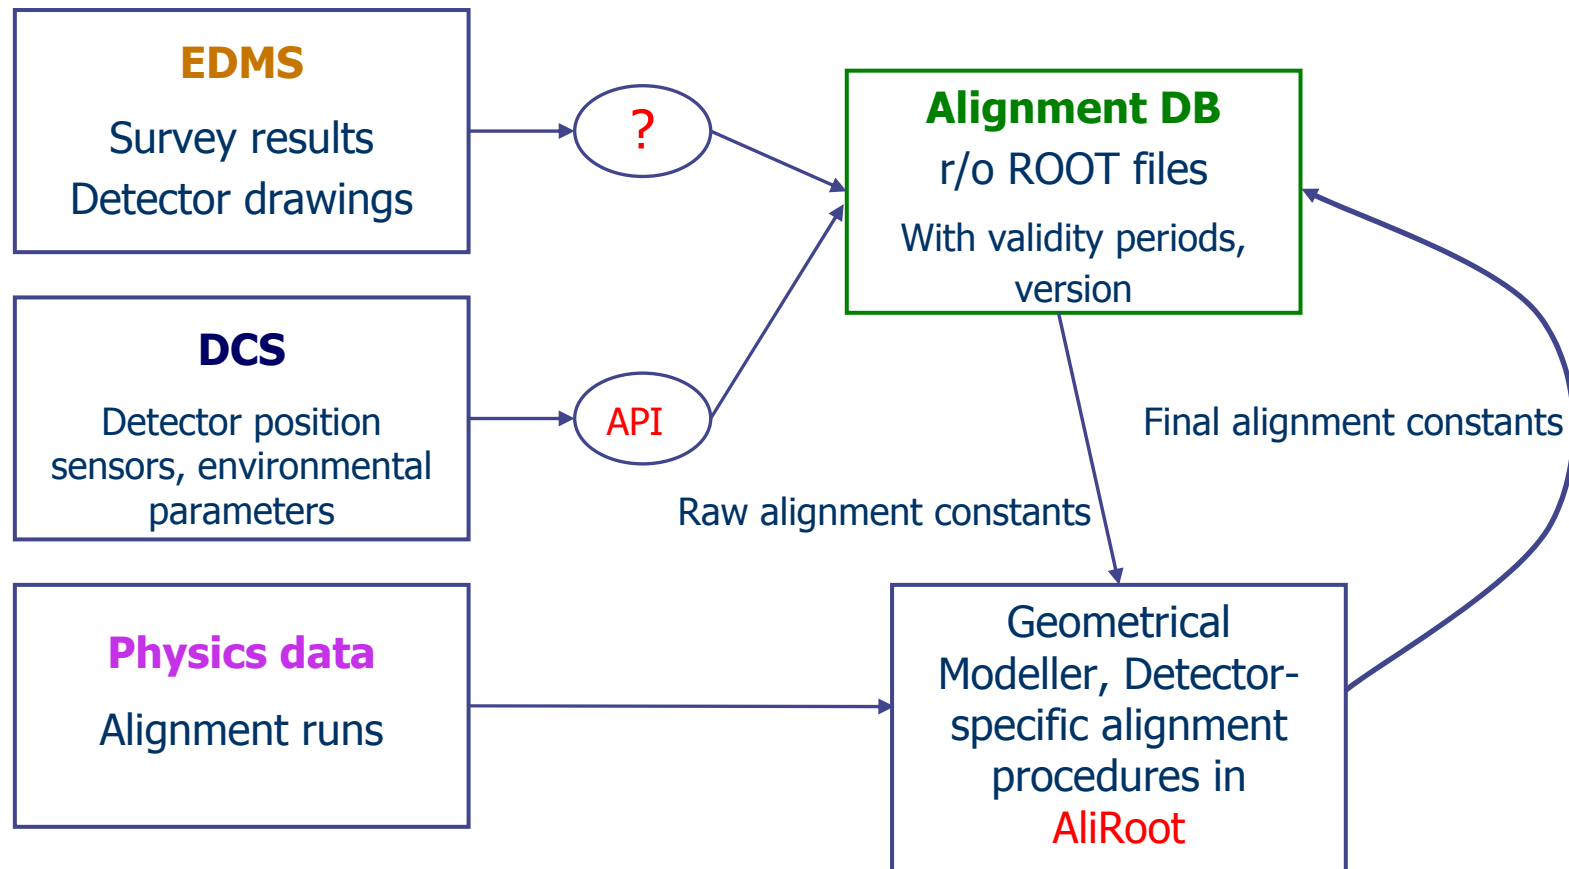 EDMS
Survey results
Detector drawings
?
Alignment DB
r/o ROOT files
With validity periods,
version
DCS
Detector position
sensors, environmental
parameters
API
Final alignment constants
Raw alignment constants
Physics data
Alignment runs
Geometrical
Modeller, Detector-
specific alignment
procedures in
AliRoot